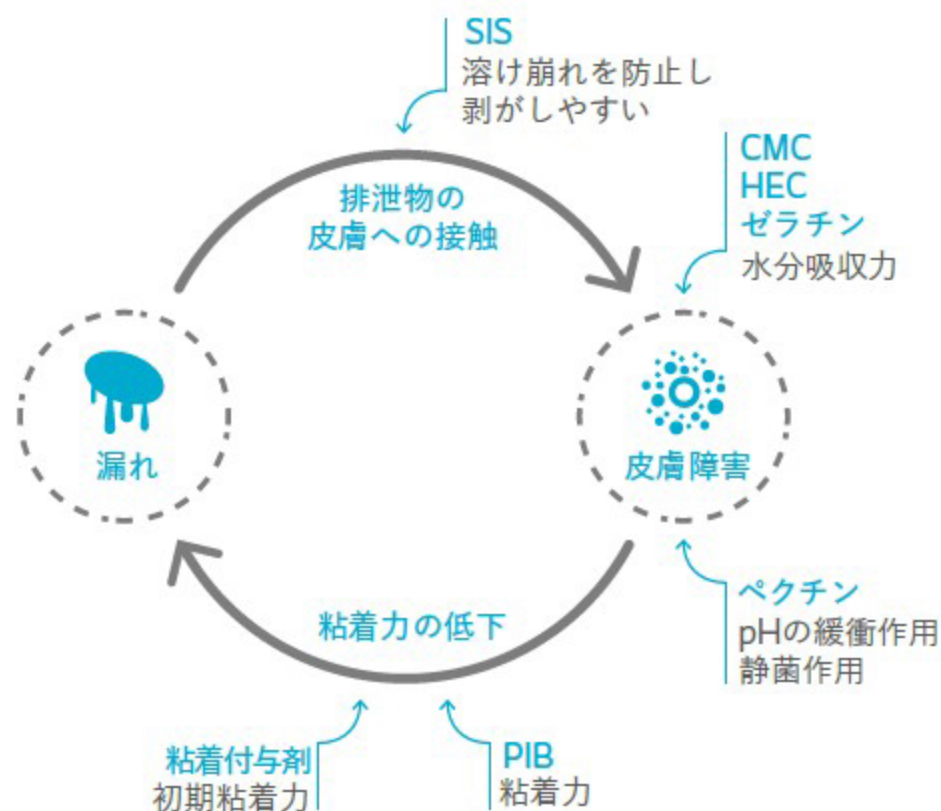 SIS
溶け崩れを防止し
剥がしやすい
CMC
HEC
ゼラチン
水分吸収力
排泄物の
皮膚への接触
漏れ
皮膚障害
粘着力の低下
ペクチン
pHの緩衝作用
静菌作用
粘着付与剤
初期粘着力
PIB
粘着力